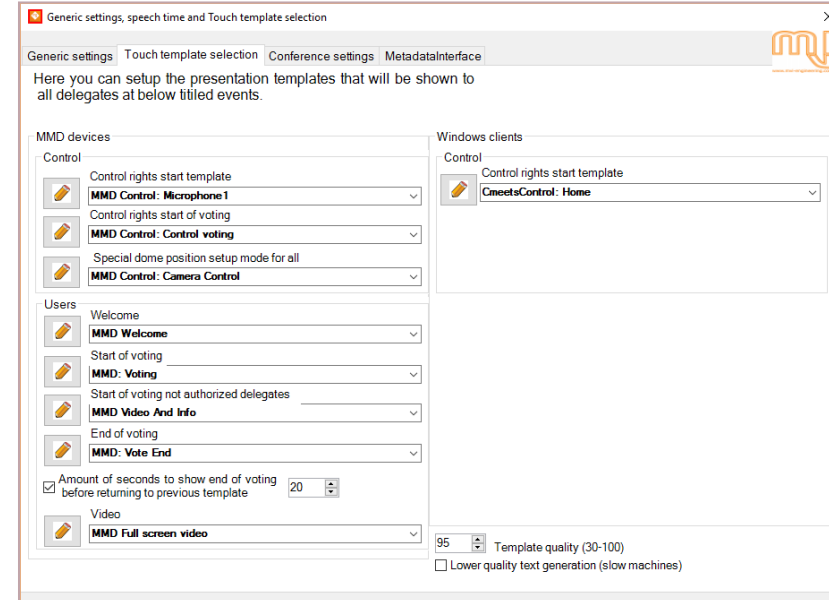 Generic settings, speech time and Touch template selection
Generic settings Touch template selection Conference settings MetadataInterface
Here you can setup the presentation templates that will be shown to
all delegates at below titiled events.
MMD devices
Control
Control rights start template
MMD Control: Microphone1
Control rights start of voting
MMD Control: Control voting
Special dome position setup mode for all
MMD Control: Camera Control
Users
Welcome
MMD Welcome
Start of voting
MMD: Voting
Start of voting not authorized delegates
MMD Video And Info
End of voting
MMD: Vote End
Amount of seconds to show end of voting
before returning to previous template
20
Video
MMD Full screen video
Windows clients
Control
Control rights start template
CmeetsControl: Home
95 Template quality (30-100)
Lower quality text generation (slow machines)